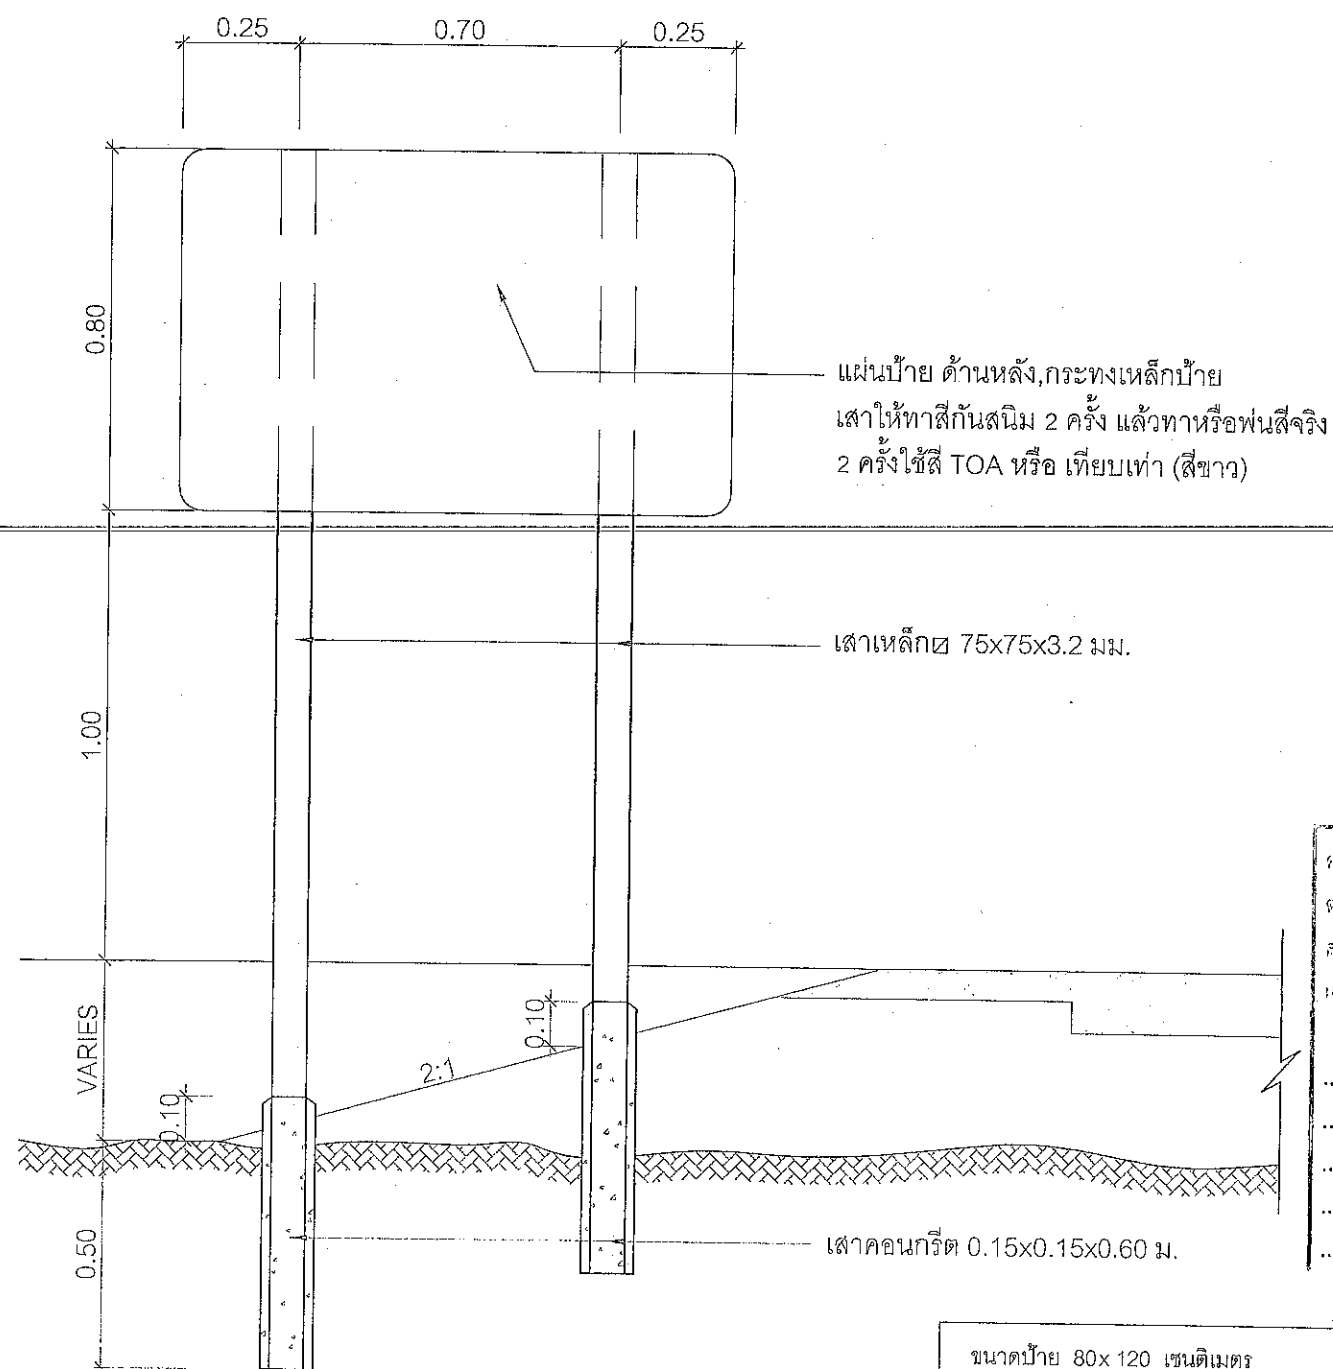 0.25 0.70 0.25
0.80
แผ่นป้าย ด้านหลัง,กระทงเหล็กป้าย
เสาให้ทาสีกันสนิม 2 ครั้ง แล้วทาหรือพ่นสีจริง
2 ครั้งใช้สี TOA หรือ เทียบเท่า (สีขาว)
เสาเหล็ก 75x75x3.2 มม.
1.00
VARIES
0.10
0.10
2:1
0.50
เสาคอนกรีต 0.15x0.15x0.60 ม.
ขนาดป้าย 80x120 เซนติเมตร